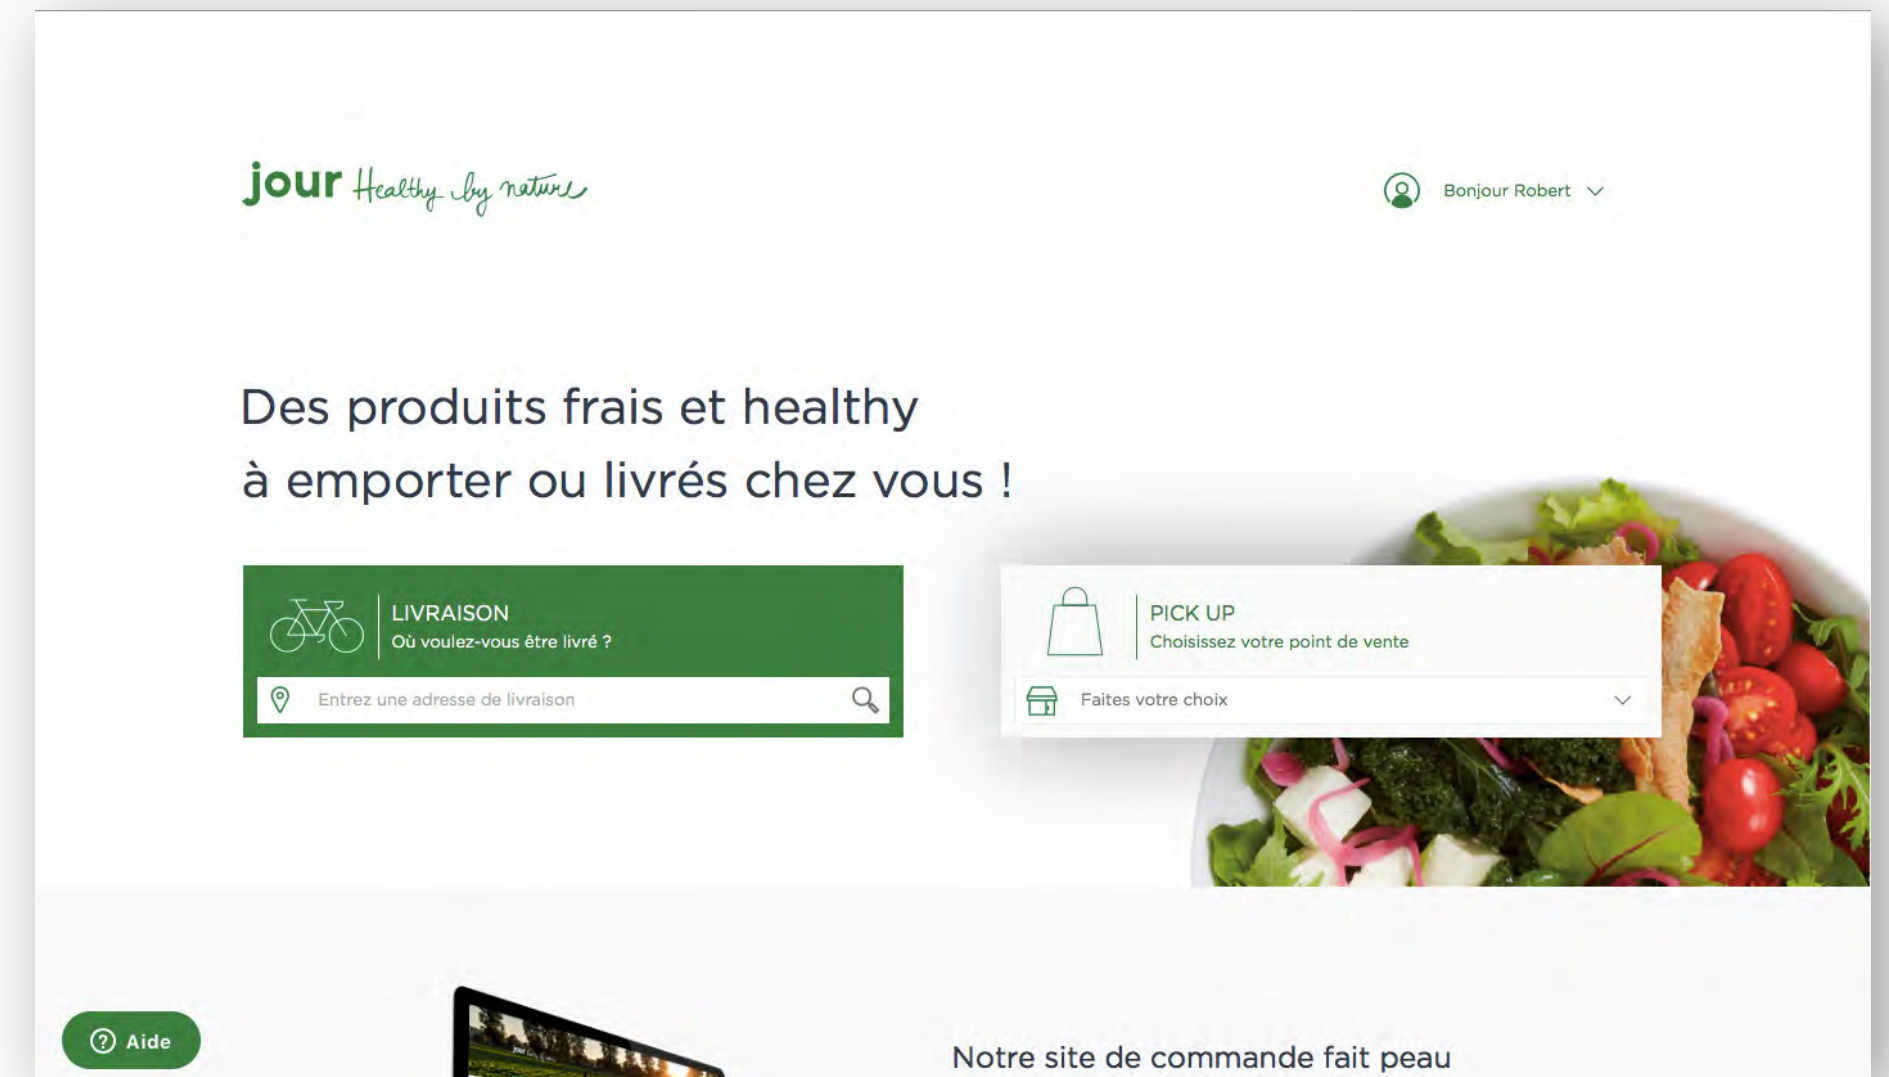 jour Healthy by nature
Bonjour Robert
Des produits frais et healthy
à emporter ou livrés chez vous !
LIVRAISON
Où voulez-vous être livré ?
Entrez une adresse de livraison
PICK UP
Choisissez votre point de vente
Faites votre choix
Aide
Notre site de commande fait peau